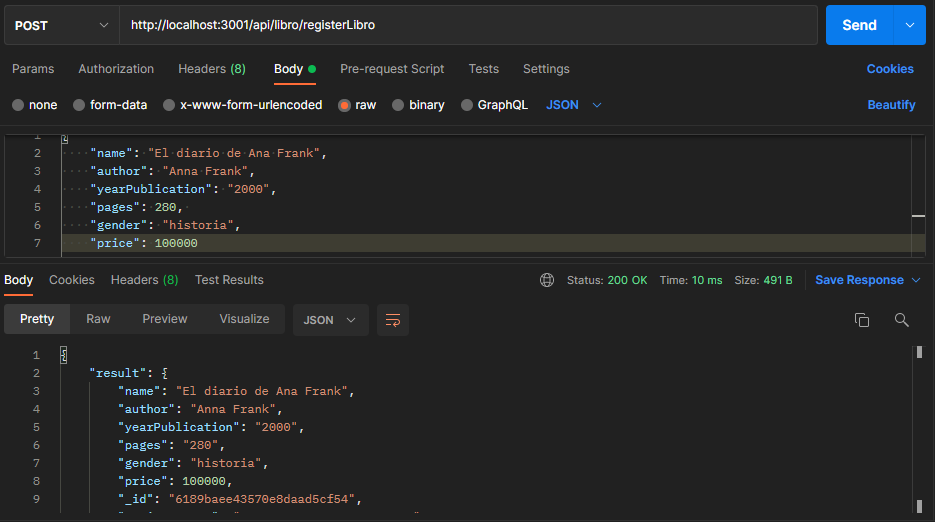 POST http://localhost:3001/api/libro/registerLibro Send
Params Authorization Headers (8) Body Pre-request Script Tests Settings Cookies
none form-data x-www-form-urlencoded raw binary GraphQL JSON Beautify
1 {
2 "name": "El diario de Ana Frank",
3 "author": "Anna Frank",
4 "yearPublication": "2000",
5 "pages": 280,
6 "gender": "historia",
7 "price": 100000
Body Cookies Headers (8) Test Results Status: 200 OK Time: 10 ms Size: 491 B Save Response
Pretty Raw Preview Visualize JSON
1 {
2 "result": {
3 "name": "El diario de Ana Frank",
4 "author": "Anna Frank",
5 "yearPublication": "2000",
6 "pages": "280",
7 "gender": "historia",
8 "price": 100000,
9 "_id": "6189baee43570e8daad5cf54",